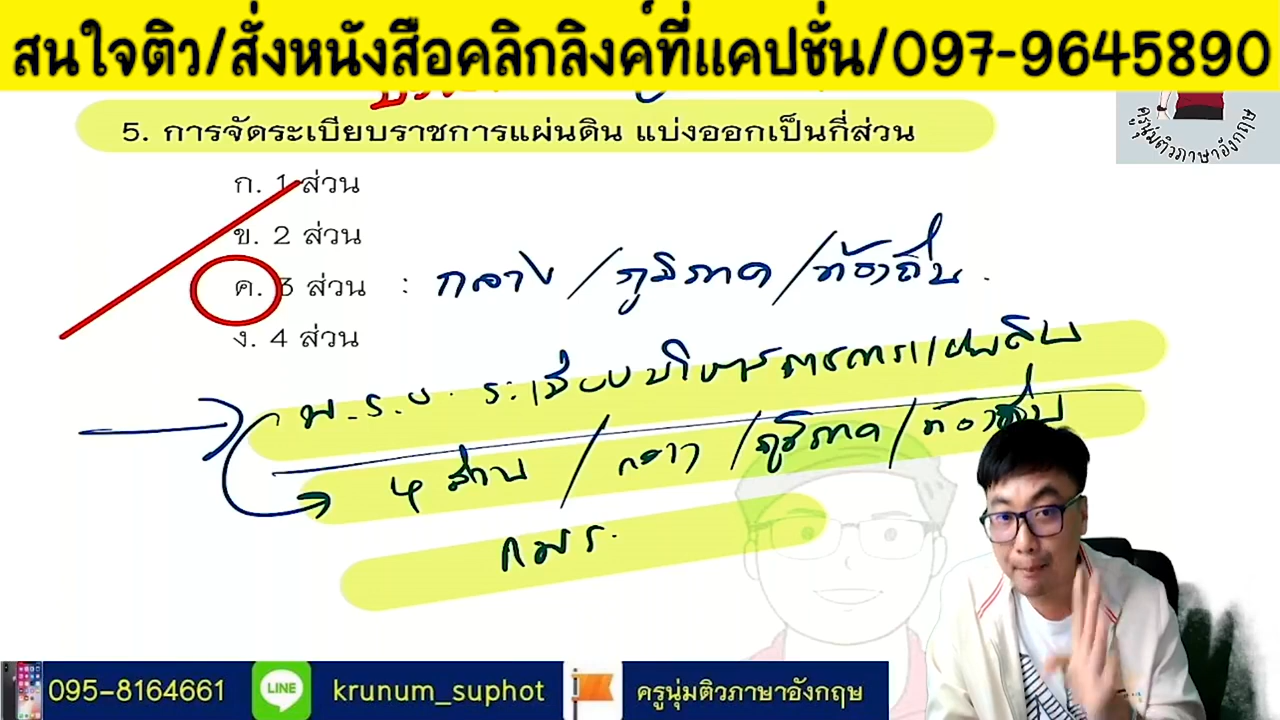 สนใจติว/สั่งหนังสือคลิกลิงค์ที่แคปชั่น/097-9645890
ครูนุ่มติวภาษาอังกฤษ
5. การจัดระเบียบราชการแผ่นดิน แบ่งออกเป็นกี่ส่วน
ก. 1 ส่วน
ข. 2 ส่วน
ค. 3 ส่วน : กลาง / ภูมิภาค / ท้องถิ่น
ง. 4 ส่วน
พ.ร.บ. ระเบียบบริหารราชการแผ่นดิน
4 ส่วน / กลาง / ภูมิภาค / ท้องถิ่น
095-8164661
LINE
krunum_suphot
ครูนุ่มติวภาษาอังกฤษ